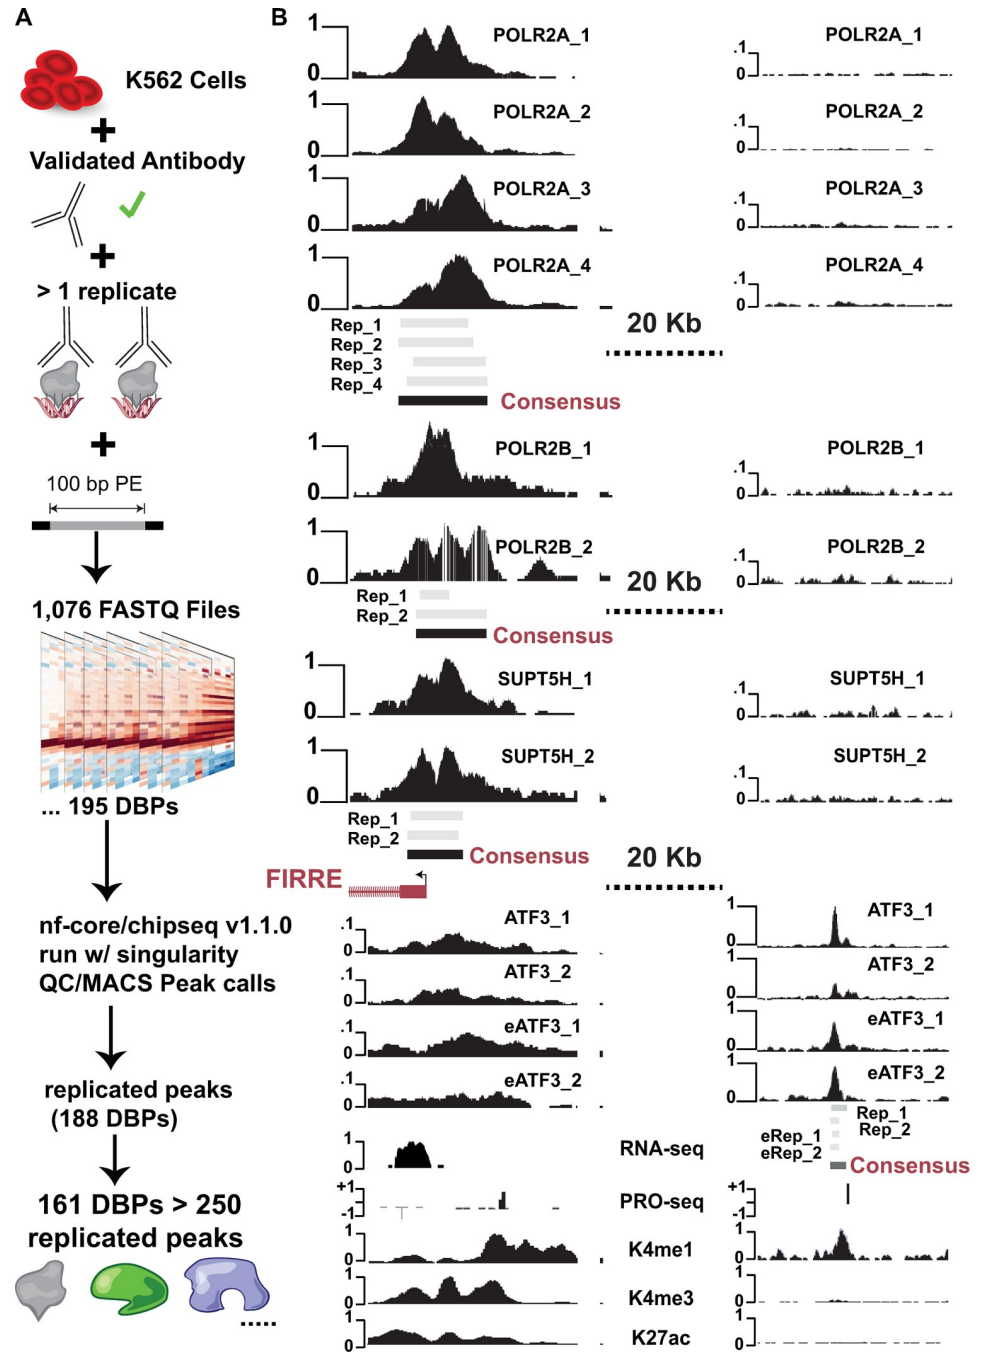 A
K562 Cells
+
Validated Antibody
+
> 1 replicate
+
100 bp PE
1,076 FASTQ Files
... 195 DBPs
nf-core/chipseq v1.1.0
run w/ singularity
QC/MACS Peak calls
replicated peaks
(188 DBPs)
161 DBPs > 250
replicated peaks
B
1
0
POLR2A_1
.1
0
POLR2A_1
1
0
POLR2A_2
.1
0
POLR2A_2
1
0
POLR2A_3
.1
0
POLR2A_3
1
0
POLR2A_4
.1
0
POLR2A_4
Rep_1
Rep_2
Rep_3
Rep_4
Consensus
20 Kb
1
0
POLR2B_1
.1
0
POLR2B_1
1
0
POLR2B_2
.1
0
POLR2B_2
Rep_1
Rep_2
Consensus
20 Kb
1
0
SUPT5H_1
.1
0
SUPT5H_1
1
0
SUPT5H_2
.1
0
SUPT5H_2
Rep_1
Rep_2
Consensus
20 Kb
FIRRE
.1
0
ATF3_1
1
0
ATF3_1
.1
0
ATF3_2
1
0
ATF3_2
.1
0
eATF3_1
1
0
eATF3_1
.1
0
eATF3_2
1
0
eATF3_2
Rep_1
Rep_2
eRep_1
eRep_2
Consensus
1
0
RNA-seq
1
-1
PRO-seq
+1
-1
1
0
K4me1
1
0
1
0
K4me3
1
0
1
0
K27ac
1
0